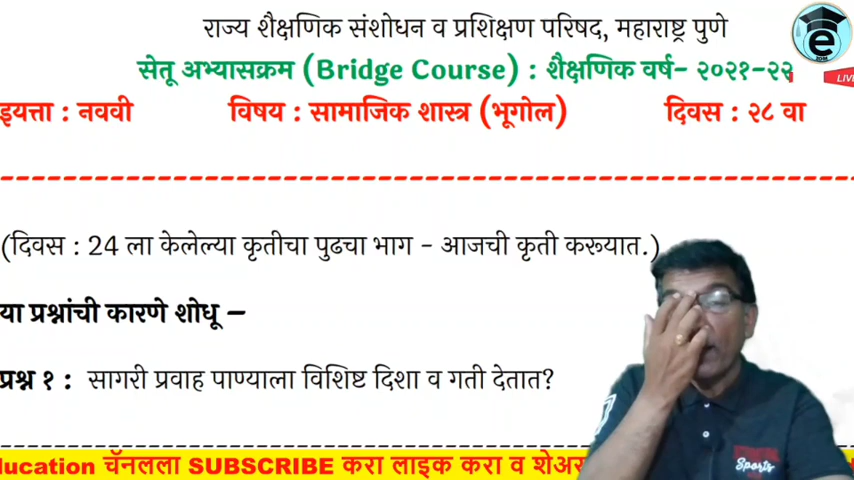 राज्य शैक्षणिक संशोधन व प्रशिक्षण परिषद, महाराष्ट्र पुणे
सेतू अभ्यासक्रम (Bridge Course) : शैक्षणिक वर्ष- २०२१-२२
LIV
इयत्ता : नववी विषय : सामाजिक शास्त्र (भूगोल) दिवस : २८ वा
(दिवस : 24 ला केलेल्या कृतीचा पुढचा भाग - आजची कृती करूयात.)
या प्रश्नांची कारणे शोधू –
प्रश्न १ : सागरी प्रवाह पाण्याला विशिष्ट दिशा व गती देतात?
ducation चॅनलला SUBSCRIBE करा लाइक करा व शेअर
Sports